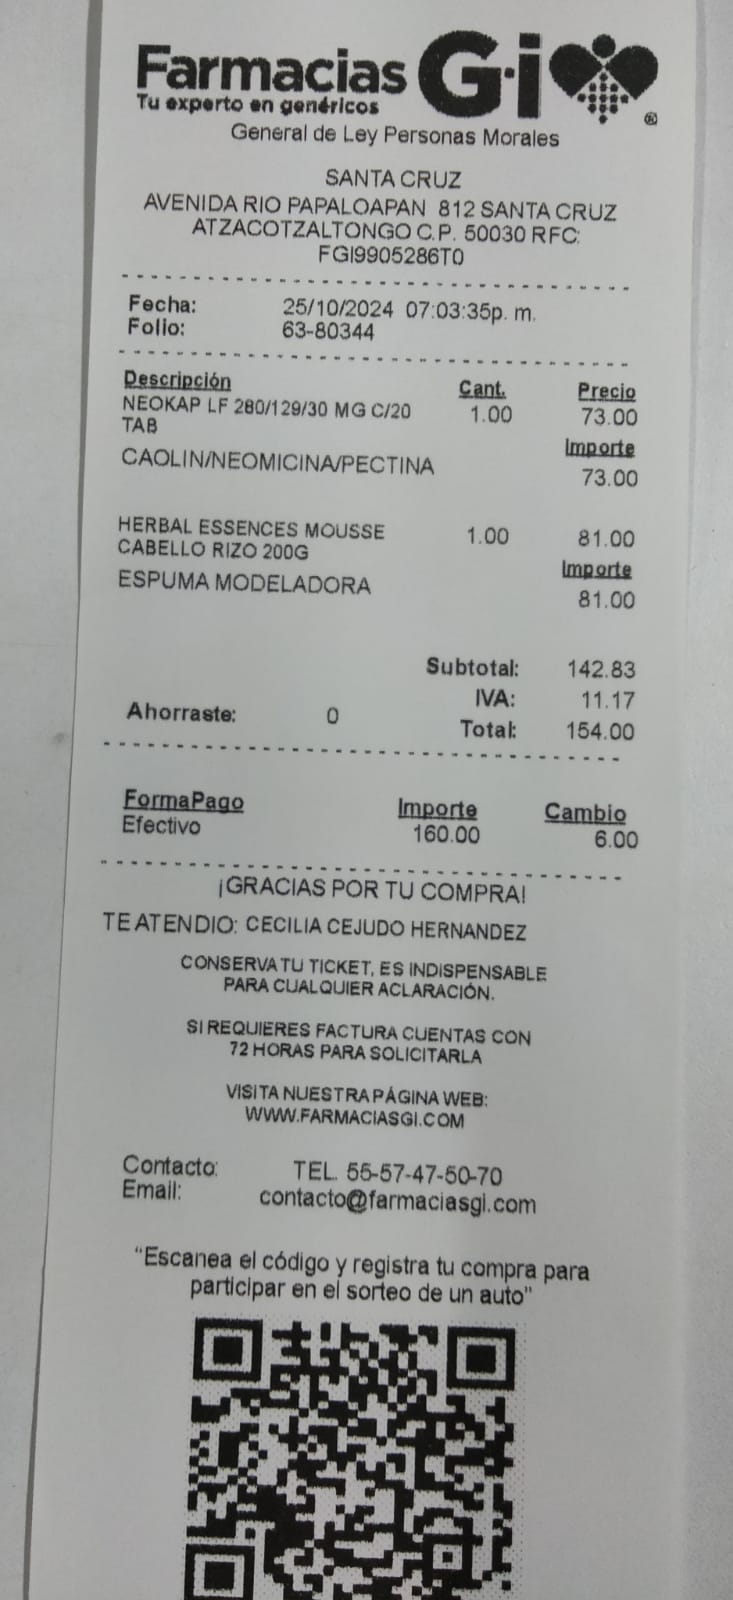 Farmacias G·i ®
Tu experto en genéricos
General de Ley Personas Morales
SANTA CRUZ
AVENIDA RIO PAPALOAPAN 812 SANTA CRUZ
ATZACOTZALTONGO C.P. 50030 RFC:
FGI9905286T0
Fecha: 25/10/2024 07:03:35p. m.
Folio: 63-80344
Descripción Cant. Precio
NEOKAP LF 280/129/30 MG C/20 1.00 73.00
TAB Importe
CAOLIN/NEOMICINA/PECTINA 73.00
HERBAL ESSENCES MOUSSE 1.00 81.00
CABELLO RIZO 200G Importe
ESPUMA MODELADORA 81.00
Subtotal: 142.83
IVA: 11.17
Ahorraste: 0 Total: 154.00
FormaPago Importe Cambio
Efectivo 160.00 6.00
¡GRACIAS POR TU COMPRA!
TE ATENDIO: CECILIA CEJUDO HERNANDEZ
CONSERVA TU TICKET, ES INDISPENSABLE
PARA CUALQUIER ACLARACIÓN.
SI REQUIERES FACTURA CUENTAS CON
72 HORAS PARA SOLICITARLA
VISITA NUESTRA PÁGINA WEB:
WWW.FARMACIASGI.COM
Contacto: TEL. 55-57-47-50-70
Email: contacto@farmaciasgi.com
"Escanea el código y registra tu compra para
participar en el sorteo de un auto"